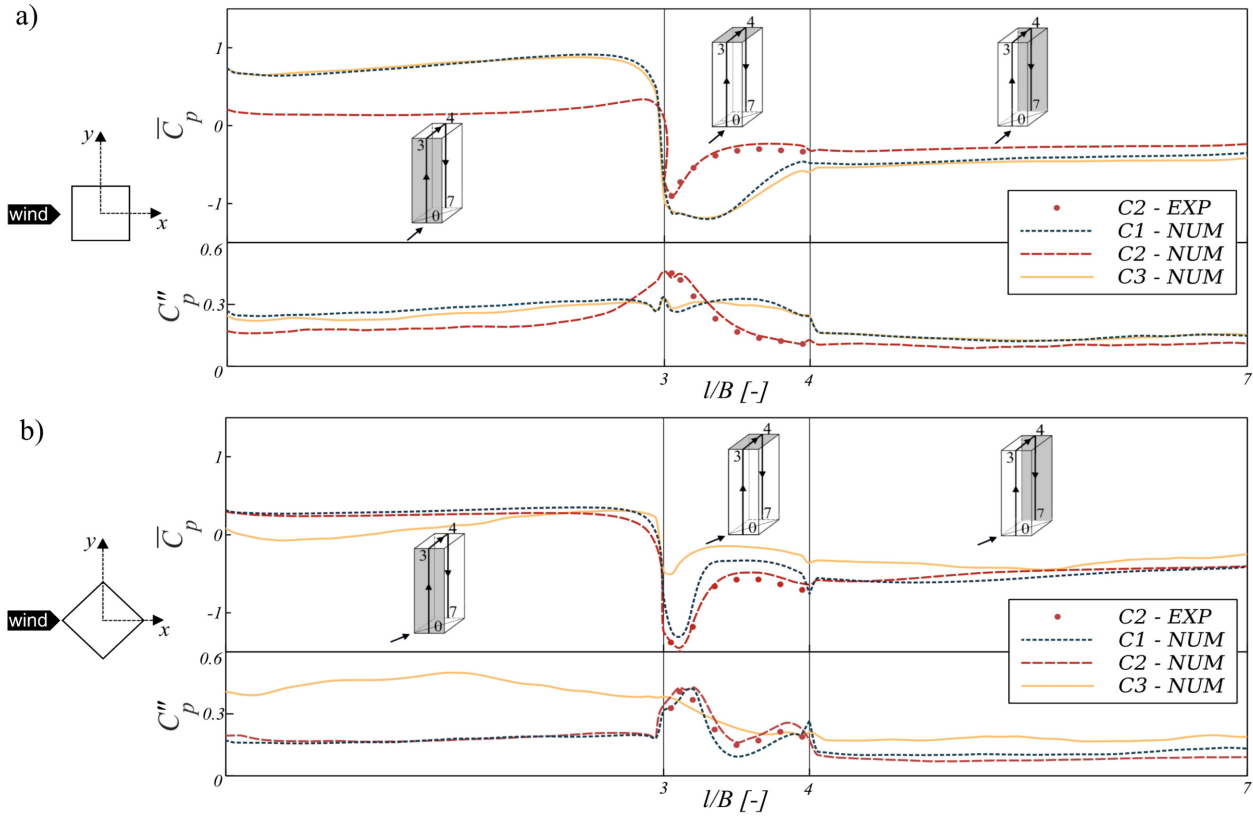 a)
1
0
-1
C̅p
0.6
0.3
0
C″p
y
x
wind
3 4 0 7
3 4 0 7
3 4 0 7
C2 - EXP
C1 - NUM
C2 - NUM
C3 - NUM
3 4 7
l/B [-]
b)
1
0
-1
C̅p
0.6
0.3
0
C″p
y
x
wind
3 4 0 7
3 4 0 7
3 4 0 7
C2 - EXP
C1 - NUM
C2 - NUM
C3 - NUM
3 4 7
l/B [-]